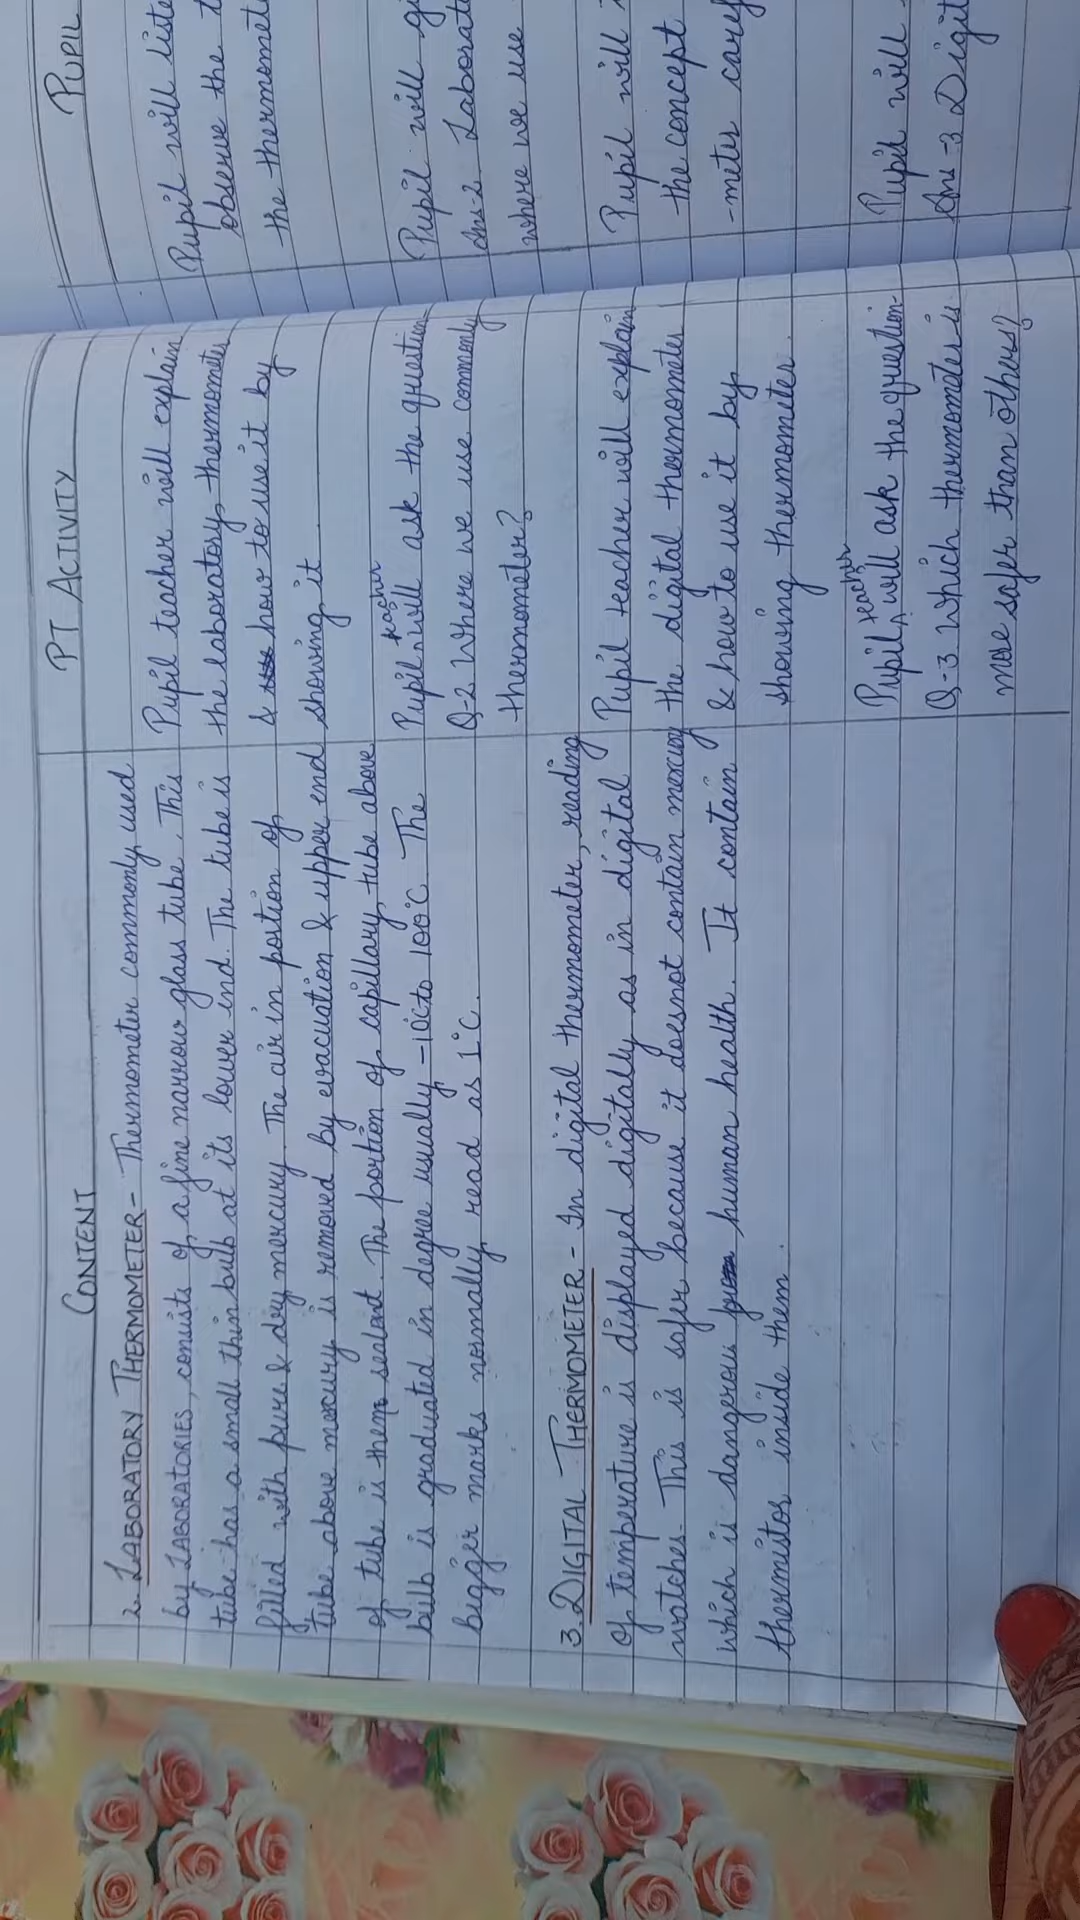 CONTENT
2. LABORATORY THERMOMETER - Thermometer commonly used
by LABORATORIES, consists of a fine narrow glass tube. This
tube has a small thin bulb at its lower end. The tube is
filled with pure & dry mercury. The air in portion of
tube above mercury is removed by evacuation & upper end
of tube is then sealant. The portion of capillary tube above
bulb is graduated in degree usually -10°C to 100°C. The
bigger marks normally read as 1°C.
3. DIGITAL THERMOMETER - In digital thermometer, reading
of temperature is displayed digitally as in digital
watches. This is safer because it doesnot contain mercury
which is dangerous human health. It contain
thermistor inside them.
PT ACTIVITY
Pupil teacher will explain
the laboratory thermometer
& how to use it by
showing it
Pupil teacher will ask the question
Q-2 Where we use commonly
thermometer?
Pupil teacher will explain
the digital thermometer
& how to use it by
showing thermometer.
Pupil teacher will ask the question-
Q-3 Which thermometer is
more safer than others?
PUPIL
Pupil will liste
observe the t
the thermomet
Pupil will g
Ans-2 Laborat
where we use
Pupil will
the concept
-meter caref
Pupil will
Ans-3 Digit